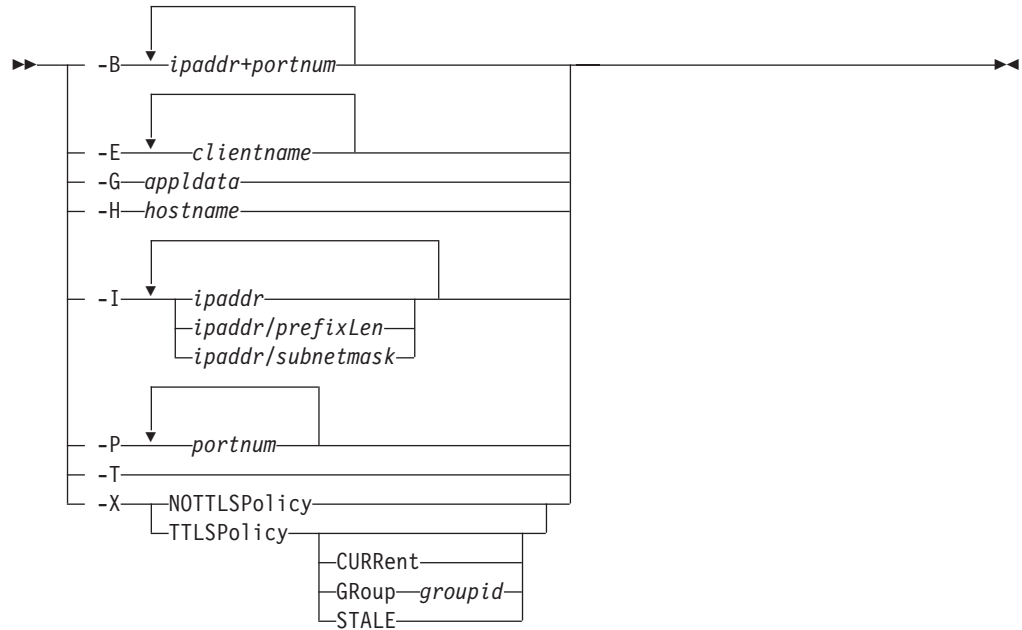 -B ipaddr+portnum
-E clientname
-G appldata
-H hostname
-I ipaddr
ipaddr/prefixLen
ipaddr/subnetmask
-P portnum
-T
-X NOTTLSPolicy
TTLSPolicy
CURRent
GRoup groupid
STALE